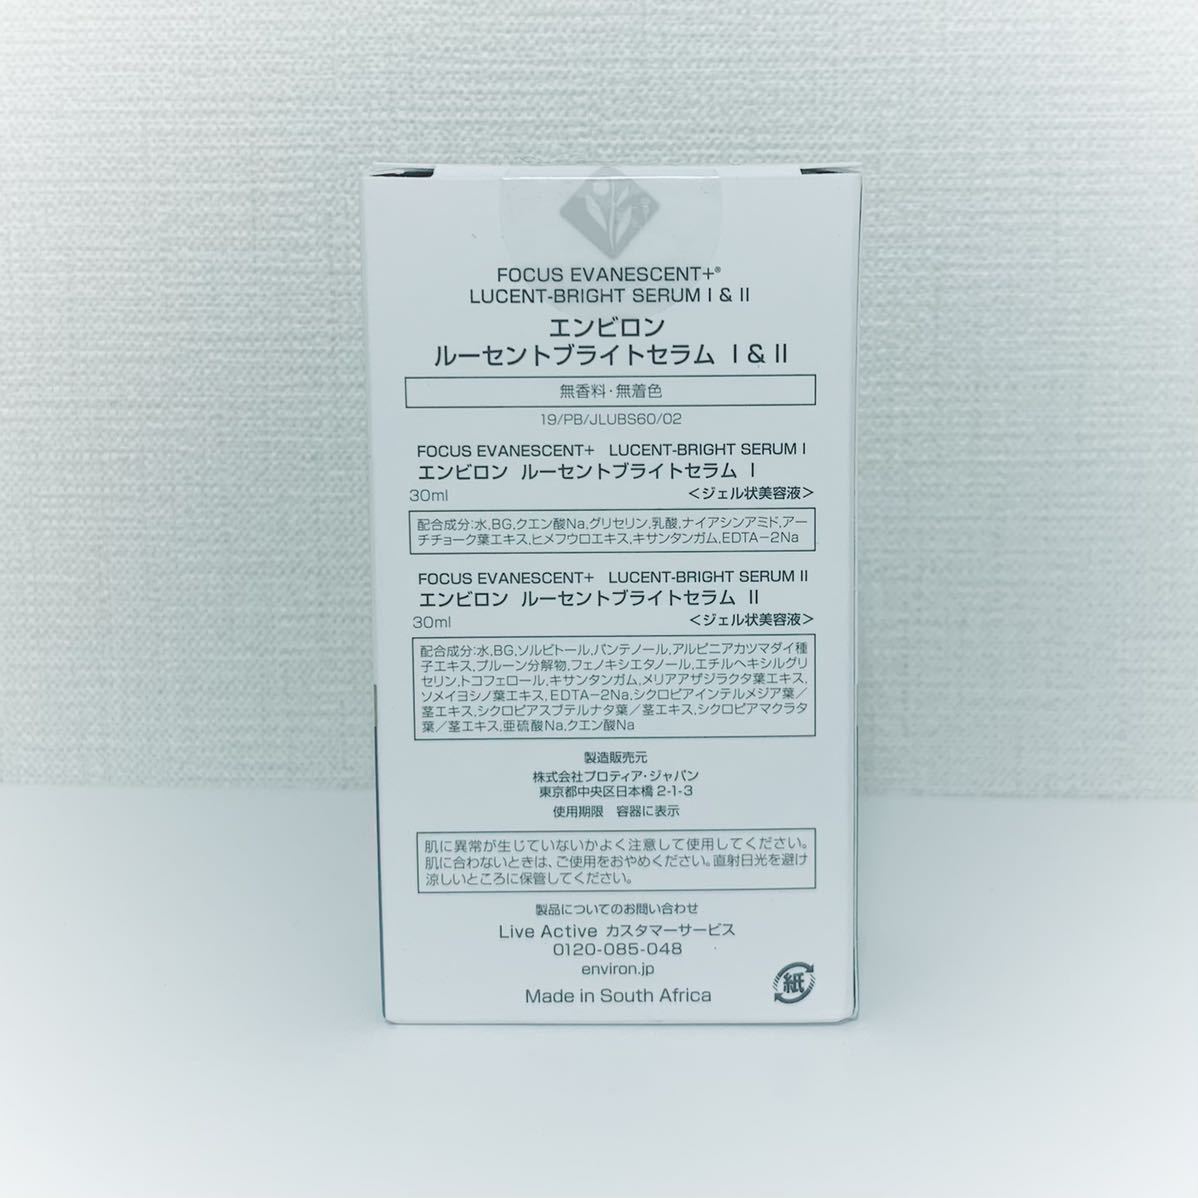 FOCUS EVANESCENT+®
LUCENT-BRIGHT SERUM I & II
エンビロン
ルーセントブライトセラム I & II
無香料・無着色
19/PB/JLUBS60/02
FOCUS EVANESCENT+ LUCENT-BRIGHT SERUM I
エンビロン ルーセントブライトセラム I
30ml <ジェル状美容液>
配合成分:水,BG,クエン酸Na,グリセリン,乳酸,ナイアシンアミド,アー
チチョーク葉エキス,ヒメフウロエキス,キサンタンガム,EDTA-2Na
FOCUS EVANESCENT+ LUCENT-BRIGHT SERUM II
エンビロン ルーセントブライトセラム II
30ml <ジェル状美容液>
配合成分:水,BG,ソルビトール,パンテノール,アルピニアカツマダイ種
子エキス,プルーン分解物,フェノキシエタノール,エチルヘキシルグリ
セリン,トコフェロール,キサンタンガム,メリアアザジラクタ葉エキス,
ソメイヨシノ葉エキス,EDTA-2Na,シクロピアインテルメジア葉/
茎エキス,シクロピアスブテルナタ葉/茎エキス,シクロピアマクラタ
葉/茎エキス,亜硫酸Na,クエン酸Na
製造販売元
株式会社プロティア・ジャパン
東京都中央区日本橋 2-1-3
使用期限 容器に表示
肌に異常が生じていないかよく注意して使用してください。
肌に合わないときは、ご使用をおやめください。直射日光を避け
涼しいところに保管してください。
製品についてのお問い合わせ
Live Active カスタマーサービス
0120-085-048
environ.jp
Made in South Africa
紙